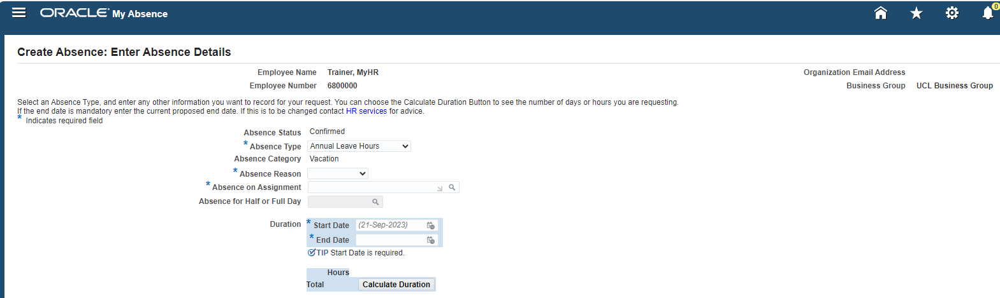 ORACLE® My Absence
0
Create Absence: Enter Absence Details
Employee Name Trainer, MyHR Organization Email Address
Employee Number 6800000 Business Group UCL Business Group
Select an Absence Type, and enter any other information you want to record for your request. You can choose the Calculate Duration Button to see the number of days or hours you are requesting.
If the end date is mandatory enter the current proposed end date. If this is to be changed contact HR services for advice.
* Indicates required field
Absence Status Confirmed
* Absence Type Annual Leave Hours
Absence Category Vacation
* Absence Reason
* Absence on Assignment
Absence for Half or Full Day
Duration * Start Date (21-Sep-2023)
* End Date
TIP Start Date is required.
Hours
Total Calculate Duration